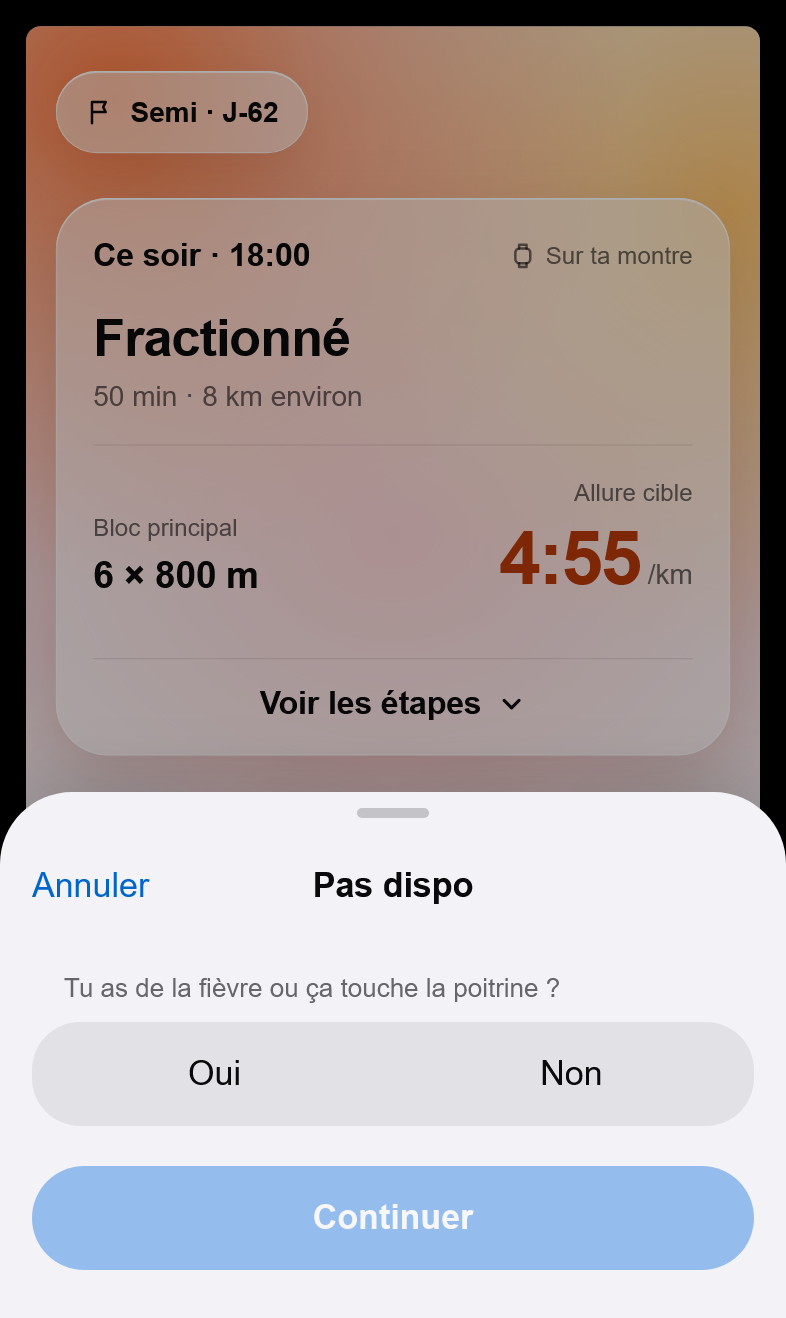 Semi · J-62
Ce soir · 18:00
Sur ta montre
Fractionné
50 min · 8 km environ
Allure cible
Bloc principal
4:55 /km
6 × 800 m
Voir les étapes
Annuler
Pas dispo
Tu as de la fièvre ou ça touche la poitrine ?
Oui
Non
Continuer